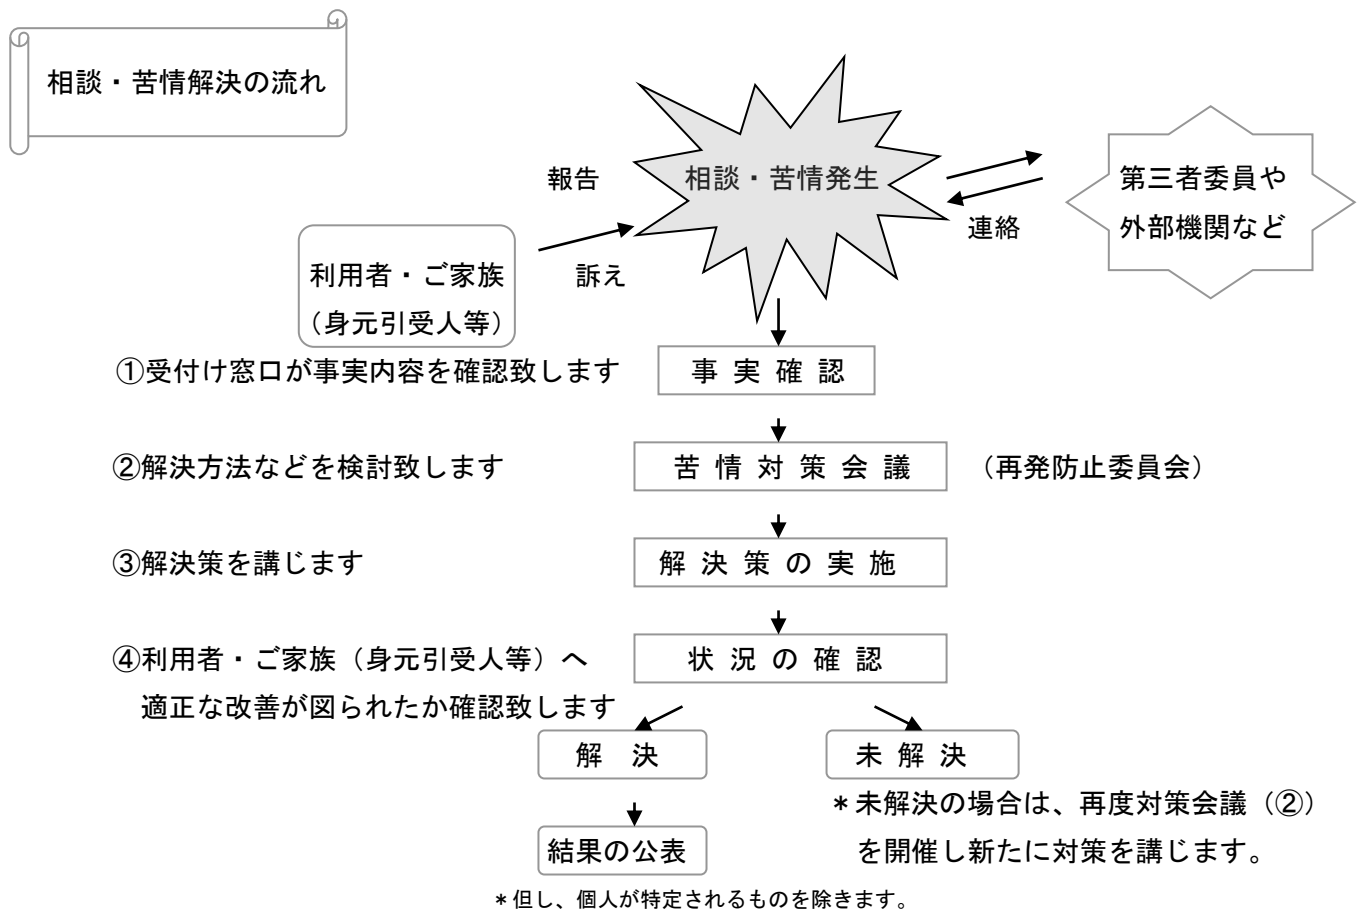 相談・苦情解決の流れ
相談・苦情発生
報告
第三者委員や
外部機関など
連絡
訴え
利用者・ご家族
（身元引受人等）
①受付け窓口が事実内容を確認致します
事実確認
②解決方法などを検討致します
苦情対策会議
（再発防止委員会）
③解決策を講じます
解決策の実施
④利用者・ご家族（身元引受人等）へ
適正な改善が図られたか確認致します
状況の確認
解　決
未解決
＊未解決の場合は、再度対策会議（②）
を開催し新たに対策を講じます。
結果の公表
＊但し、個人が特定されるものを除きます。